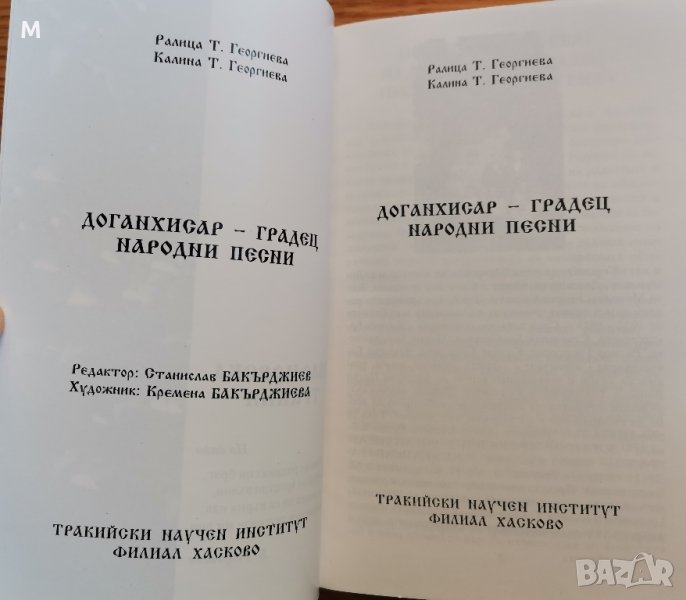 M
Ралица Т. Георгиева
Калина Т. Георгиева
ДОГАНХИСАР – ГРАДЕЦ
НАРОДНИ ПЕСНИ
Редактор: Станислав БАКЪРДЖИЕВ
Художник: Кремена БАКЪРДЖИЕВА
ТРАКИЙСКИ НАУЧЕН ИНСТИТУТ
ФИЛИАЛ ХАСКОВО
Ралица Т. Георгиева
Калина Т. Георгиева
ДОГАНХИСАР – ГРАДЕЦ
НАРОДНИ ПЕСНИ
ТРАКИЙСКИ НАУЧЕН ИНСТИТУТ
ФИЛИАЛ ХАСКОВО
BAZAR